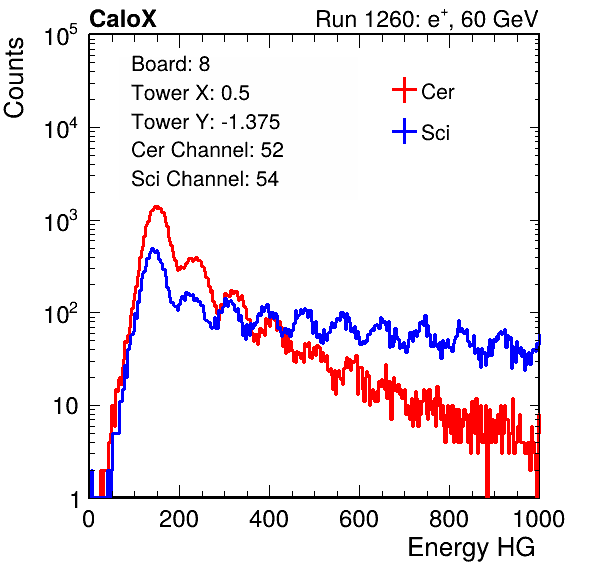 CaloX Run 1260: e⁺, 60 GeV
Counts
10⁵
10⁴
10³
10²
10
1
Board: 8
Tower X: 0.5
Tower Y: -1.375
Cer Channel: 52
Sci Channel: 54
Cer
Sci
0 200 400 600 800 1000
Energy HG